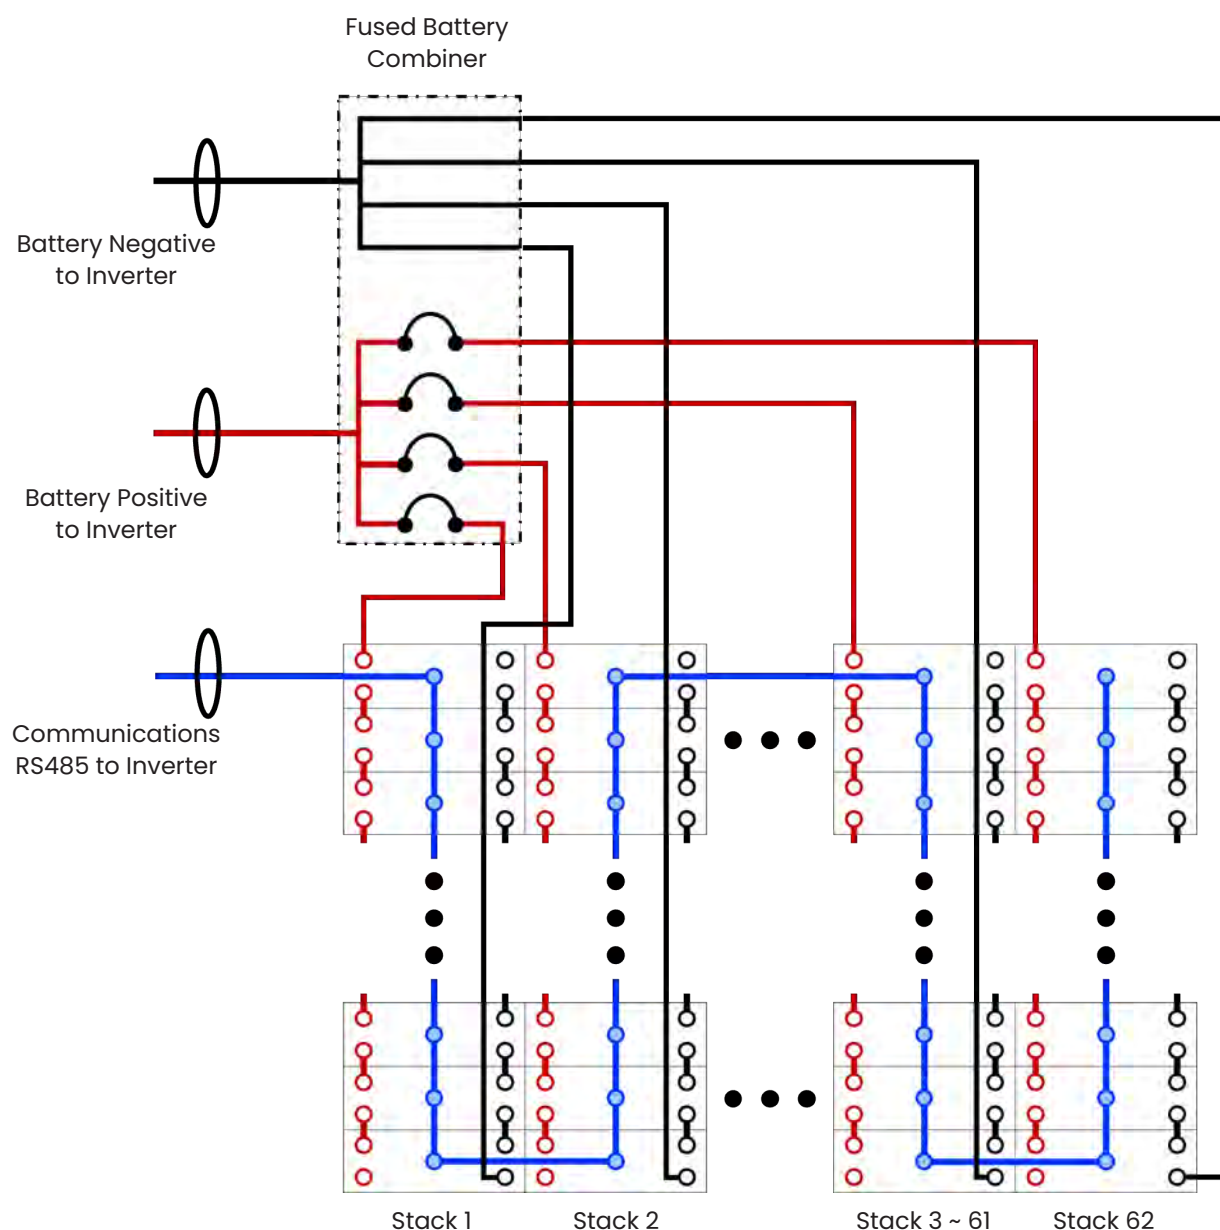 Fused Battery
Combiner
Battery Negative
to Inverter
Battery Positive
to Inverter
Communications
RS485 to Inverter
Stack 1
Stack 2
Stack 3 ~ 61
Stack 62